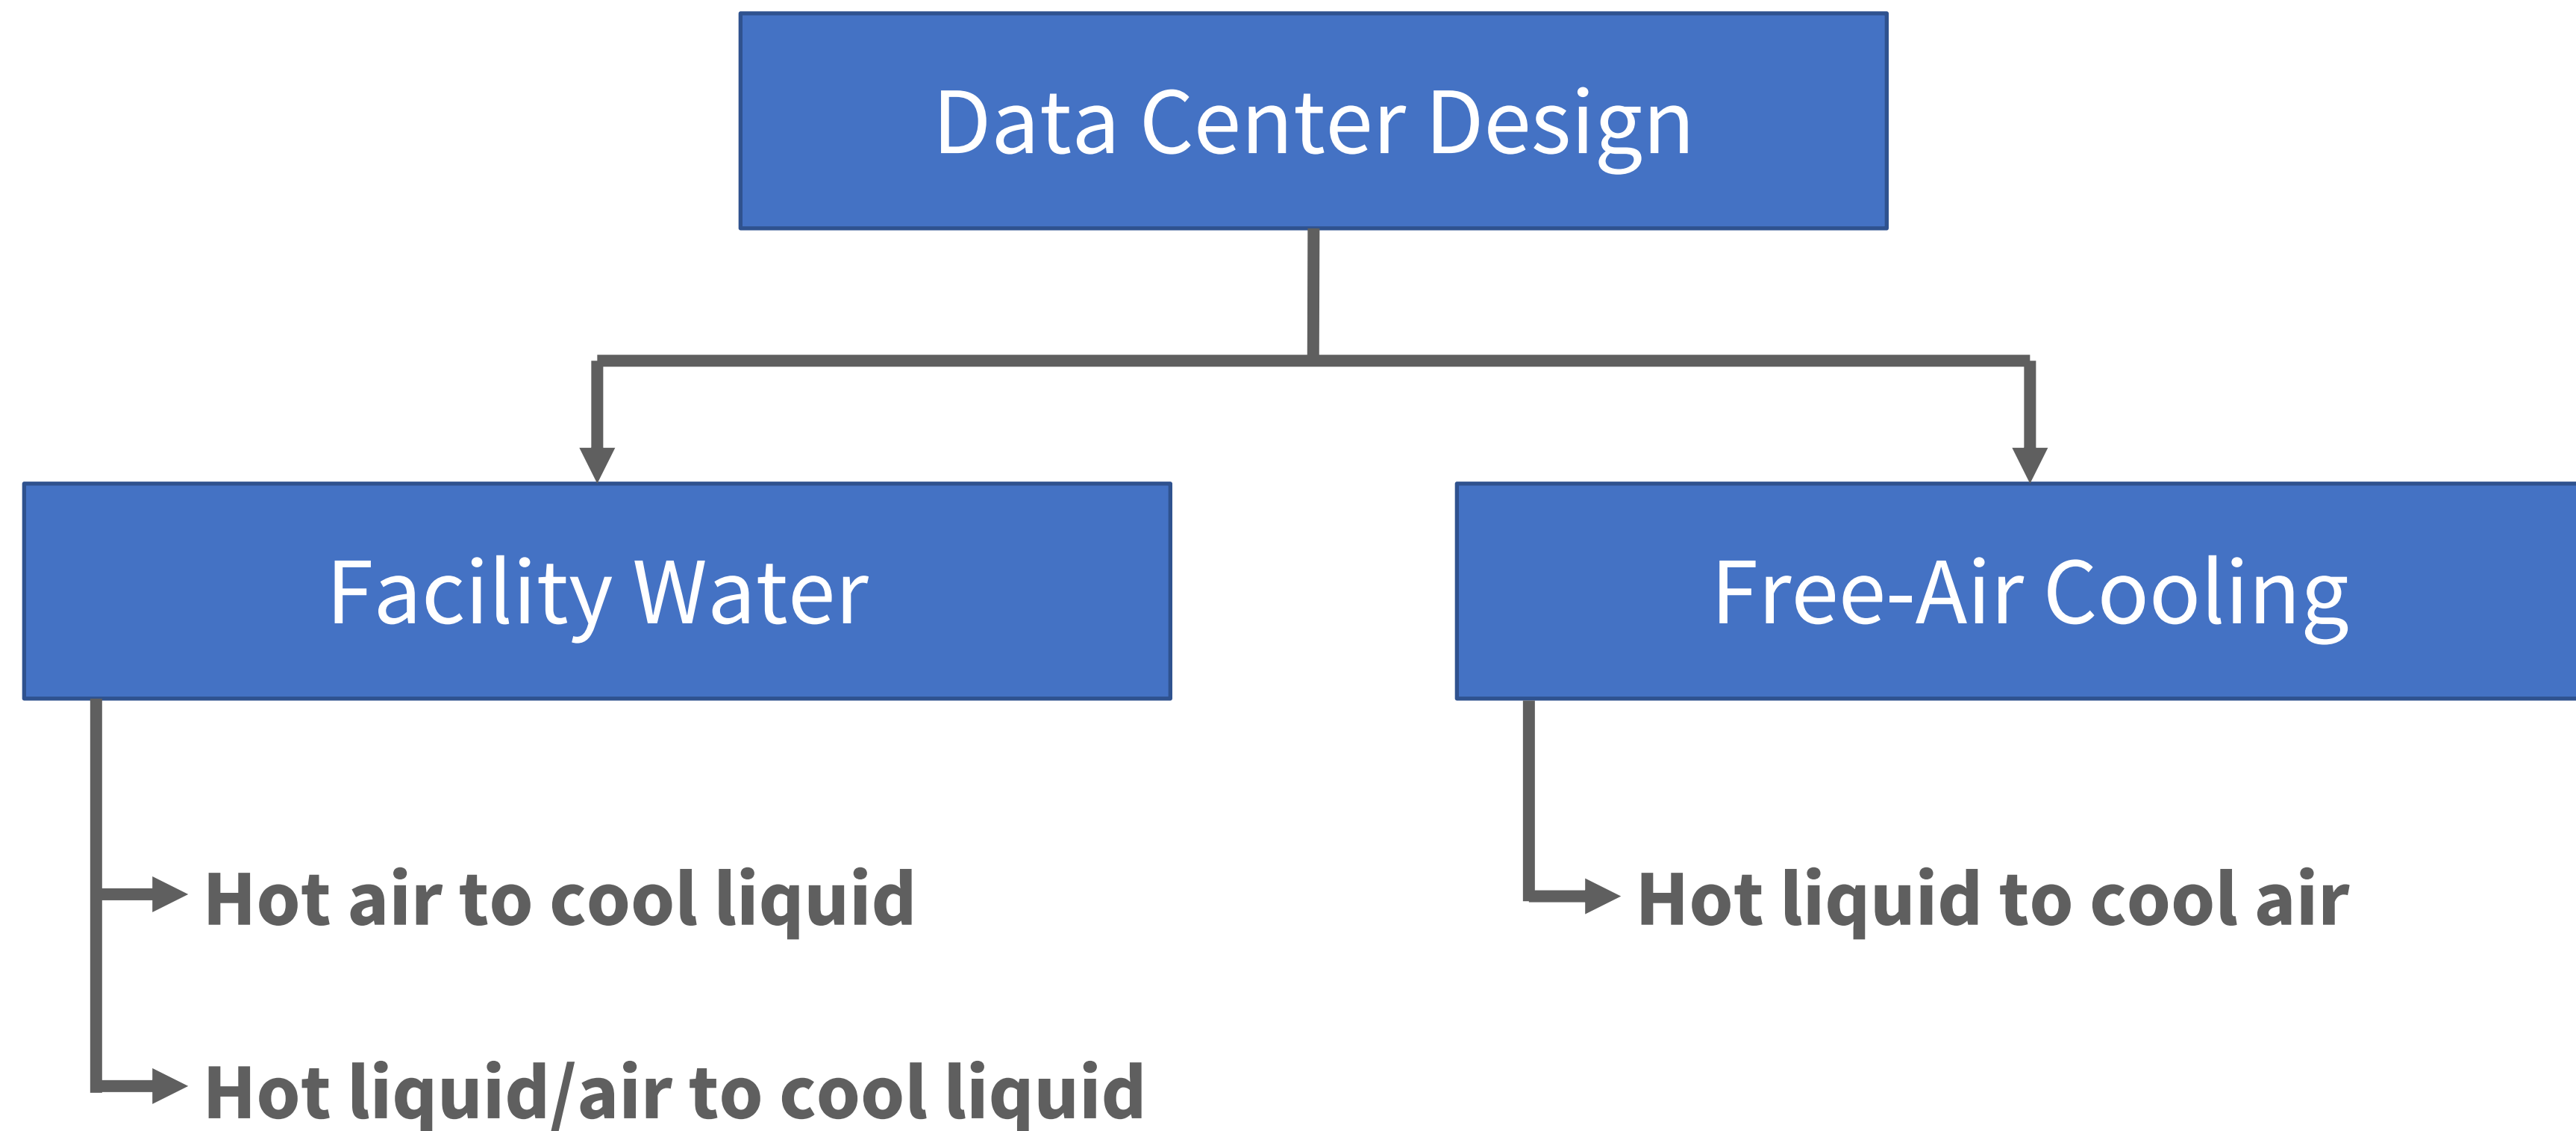 Data Center Design
Facility Water
Free-Air Cooling
Hot air to cool liquid
Hot liquid to cool air
Hot liquid/air to cool liquid